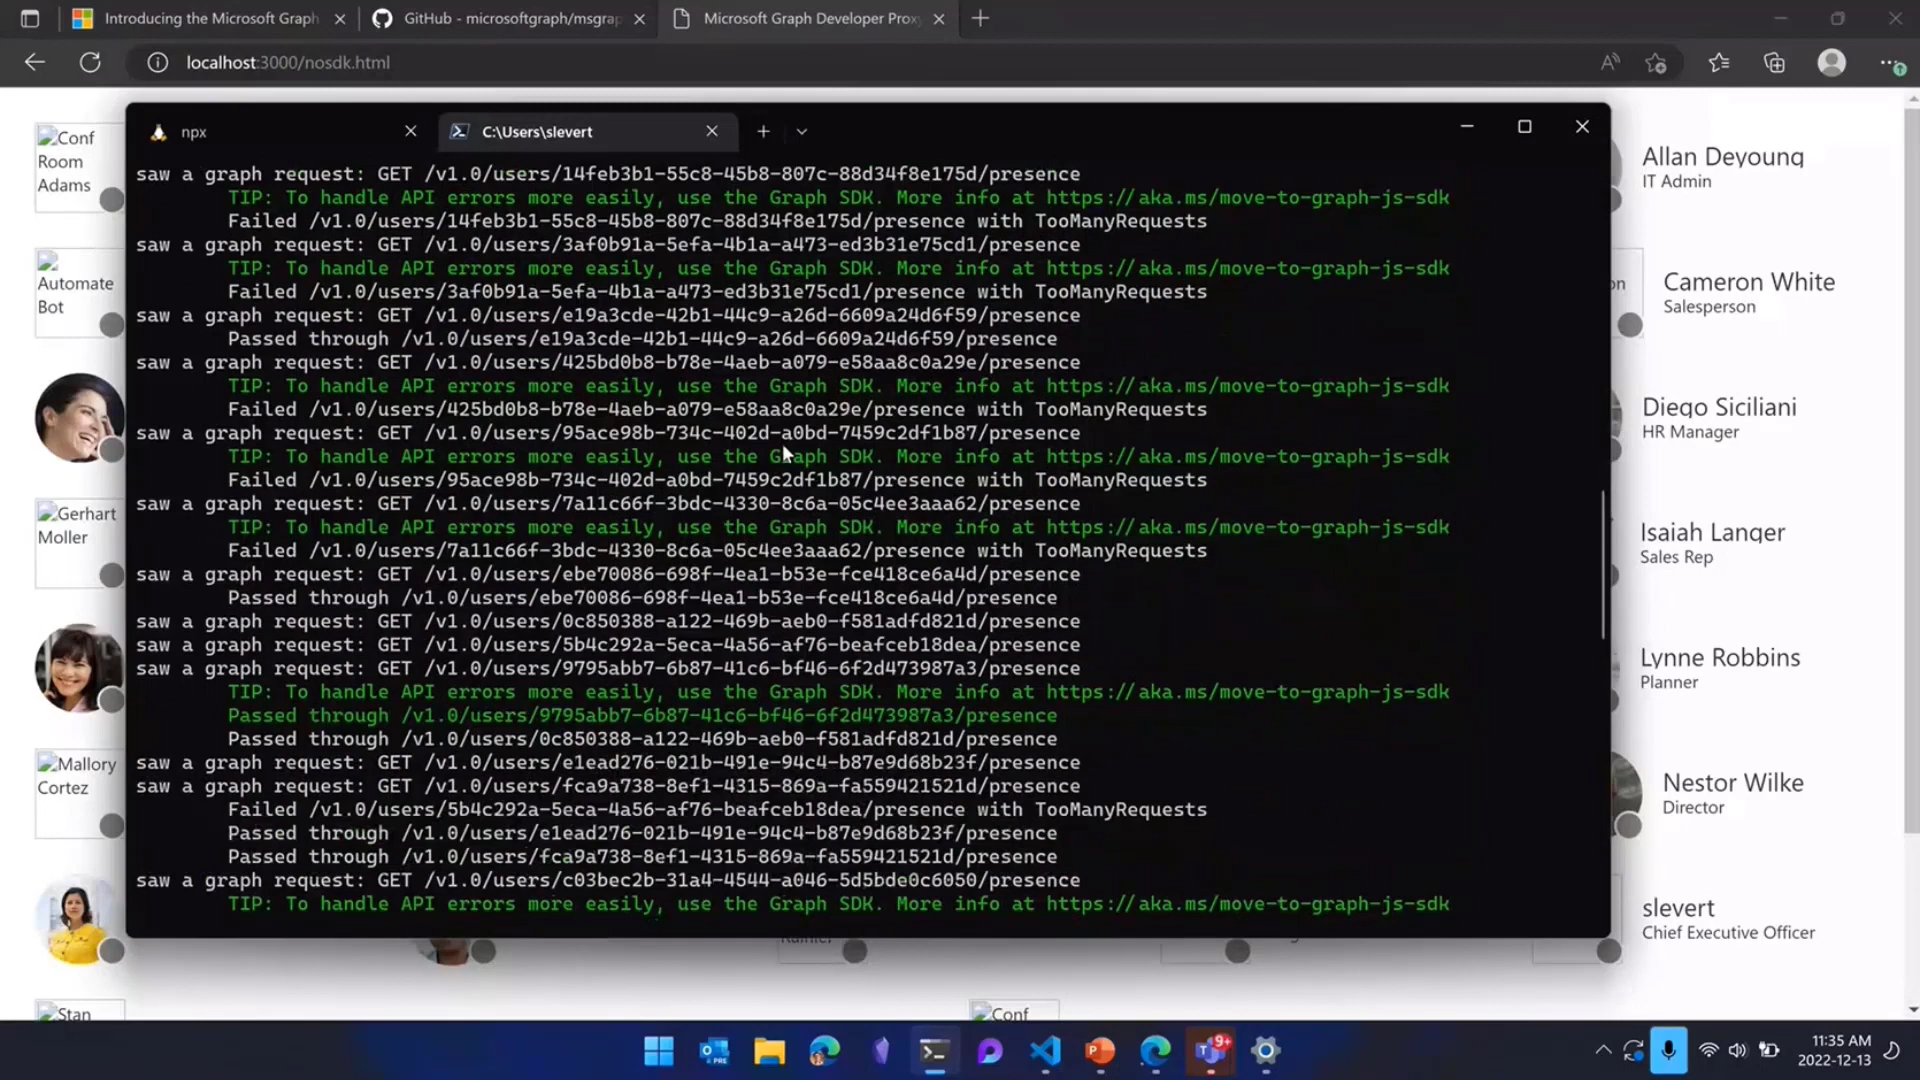 Introducing the Microsoft Graph
GitHub - microsoftgraph/msgrap
Microsoft Graph Developer Proxy
localhost:3000/nosdk.html
npx
C:\Users\slevert
saw a graph request: GET /v1.0/users/14feb3b1-55c8-45b8-807c-88d34f8e175d/presence
TIP: To handle API errors more easily, use the Graph SDK. More info at https://aka.ms/move-to-graph-js-sdk
Failed /v1.0/users/14feb3b1-55c8-45b8-807c-88d34f8e175d/presence with TooManyRequests
saw a graph request: GET /v1.0/users/3af0b91a-5efa-4b1a-a473-ed3b31e75cd1/presence
TIP: To handle API errors more easily, use the Graph SDK. More info at https://aka.ms/move-to-graph-js-sdk
Failed /v1.0/users/3af0b91a-5efa-4b1a-a473-ed3b31e75cd1/presence with TooManyRequests
saw a graph request: GET /v1.0/users/e19a3cde-42b1-44c9-a26d-6609a24d6f59/presence
Passed through /v1.0/users/e19a3cde-42b1-44c9-a26d-6609a24d6f59/presence
saw a graph request: GET /v1.0/users/425bd0b8-b78e-4aeb-a079-e58aa8c0a29e/presence
TIP: To handle API errors more easily, use the Graph SDK. More info at https://aka.ms/move-to-graph-js-sdk
Failed /v1.0/users/425bd0b8-b78e-4aeb-a079-e58aa8c0a29e/presence with TooManyRequests
saw a graph request: GET /v1.0/users/95ace98b-734c-402d-a0bd-7459c2df1b87/presence
TIP: To handle API errors more easily, use the Graph SDK. More info at https://aka.ms/move-to-graph-js-sdk
Failed /v1.0/users/95ace98b-734c-402d-a0bd-7459c2df1b87/presence with TooManyRequests
saw a graph request: GET /v1.0/users/7a11c66f-3bdc-4330-8c6a-05c4ee3aaa62/presence
TIP: To handle API errors more easily, use the Graph SDK. More info at https://aka.ms/move-to-graph-js-sdk
Failed /v1.0/users/7a11c66f-3bdc-4330-8c6a-05c4ee3aaa62/presence with TooManyRequests
saw a graph request: GET /v1.0/users/ebe70086-698f-4ea1-b53e-fce418ce6a4d/presence
Passed through /v1.0/users/ebe70086-698f-4ea1-b53e-fce418ce6a4d/presence
saw a graph request: GET /v1.0/users/0c850388-a122-469b-aeb0-f581adfd821d/presence
saw a graph request: GET /v1.0/users/5b4c292a-5eca-4a56-af76-beafceb18dea/presence
saw a graph request: GET /v1.0/users/9795abb7-6b87-41c6-bf46-6f2d473987a3/presence
TIP: To handle API errors more easily, use the Graph SDK. More info at https://aka.ms/move-to-graph-js-sdk
Passed through /v1.0/users/9795abb7-6b87-41c6-bf46-6f2d473987a3/presence
Passed through /v1.0/users/0c850388-a122-469b-aeb0-f581adfd821d/presence
saw a graph request: GET /v1.0/users/e1ead276-021b-491e-94c4-b87e9d68b23f/presence
saw a graph request: GET /v1.0/users/fca9a738-8ef1-4315-869a-fa559421521d/presence
Failed /v1.0/users/5b4c292a-5eca-4a56-af76-beafceb18dea/presence with TooManyRequests
Passed through /v1.0/users/e1ead276-021b-491e-94c4-b87e9d68b23f/presence
Passed through /v1.0/users/fca9a738-8ef1-4315-869a-fa559421521d/presence
saw a graph request: GET /v1.0/users/c03bec2b-31a4-4544-a046-5d5bde0c6050/presence
TIP: To handle API errors more easily, use the Graph SDK. More info at https://aka.ms/move-to-graph-js-sdk
Conf
Room
Adams
Automate
Bot
Gerhart
Moller
Mallory
Cortez
Stan
Conf
Allan Deyoung
IT Admin
on
Cameron White
Salesperson
Diego Siciliani
HR Manager
Isaiah Langer
Sales Rep
Lynne Robbins
Planner
Nestor Wilke
Director
slevert
Chief Executive Officer
9+
11:35 AM
2022-12-13